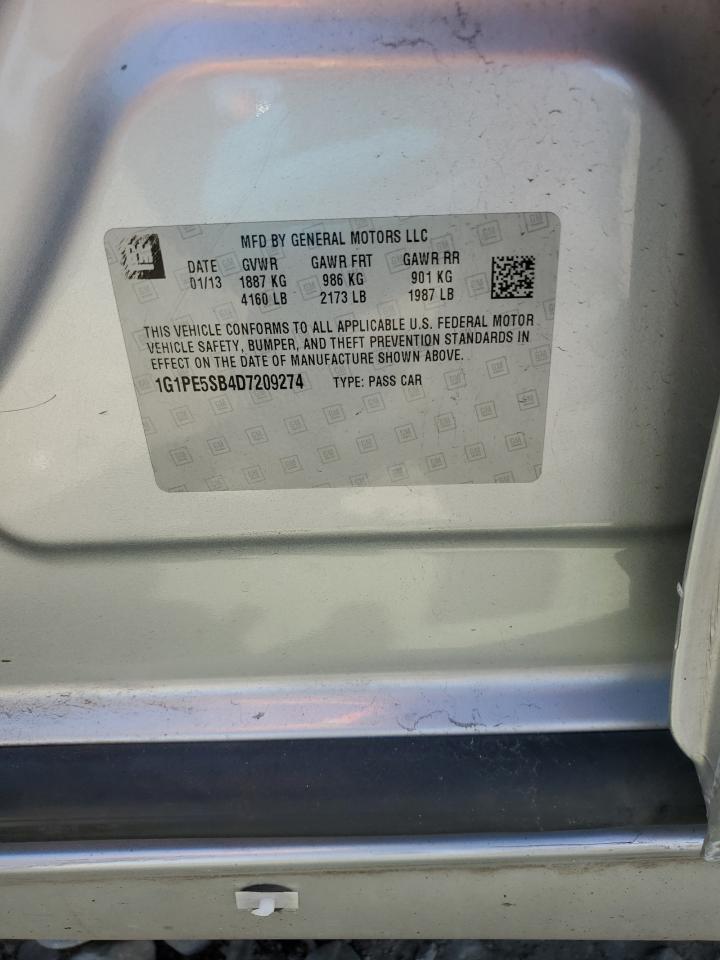 GM
MFD BY GENERAL MOTORS LLC
DATE GVWR GAWR FRT GAWR RR
01/13 1887 KG 986 KG 901 KG
4160 LB 2173 LB 1987 LB
THIS VEHICLE CONFORMS TO ALL APPLICABLE U.S. FEDERAL MOTOR
VEHICLE SAFETY, BUMPER, AND THEFT PREVENTION STANDARDS IN
EFFECT ON THE DATE OF MANUFACTURE SHOWN ABOVE.
1G1PE5SB4D7209274 TYPE: PASS CAR